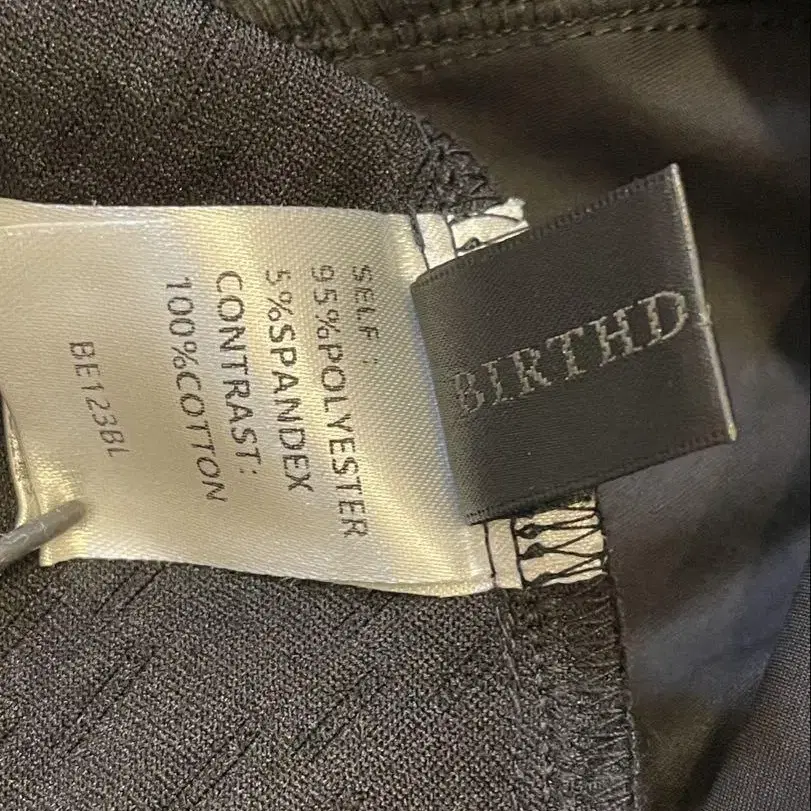 SELF :
95%POLYESTER
5%SPANDEX
CONTRAST:
100%COTTON
BE123BL
BIRTHD